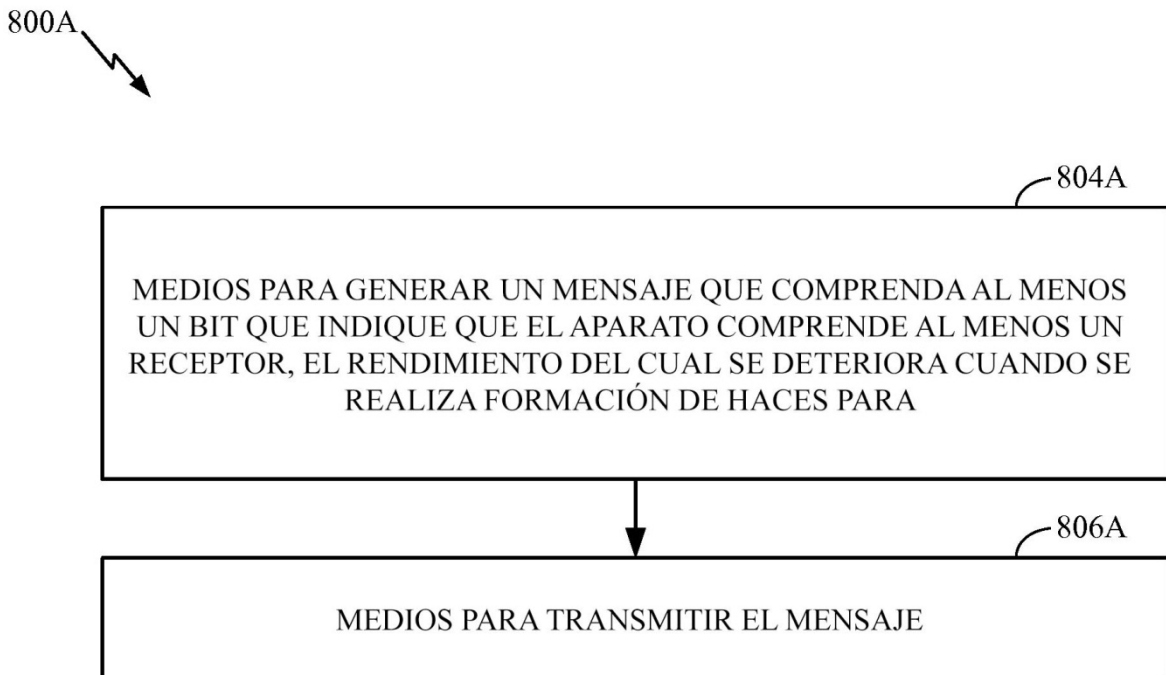 800A
804A
MEDIOS PARA GENERAR UN MENSAJE QUE COMPRENDA AL MENOS
UN BIT QUE INDIQUE QUE EL APARATO COMPRENDE AL MENOS UN
RECEPTOR, EL RENDIMIENTO DEL CUAL SE DETERIORA CUANDO SE
REALIZA FORMACIÓN DE HACES PARA
806A
MEDIOS PARA TRANSMITIR EL MENSAJE